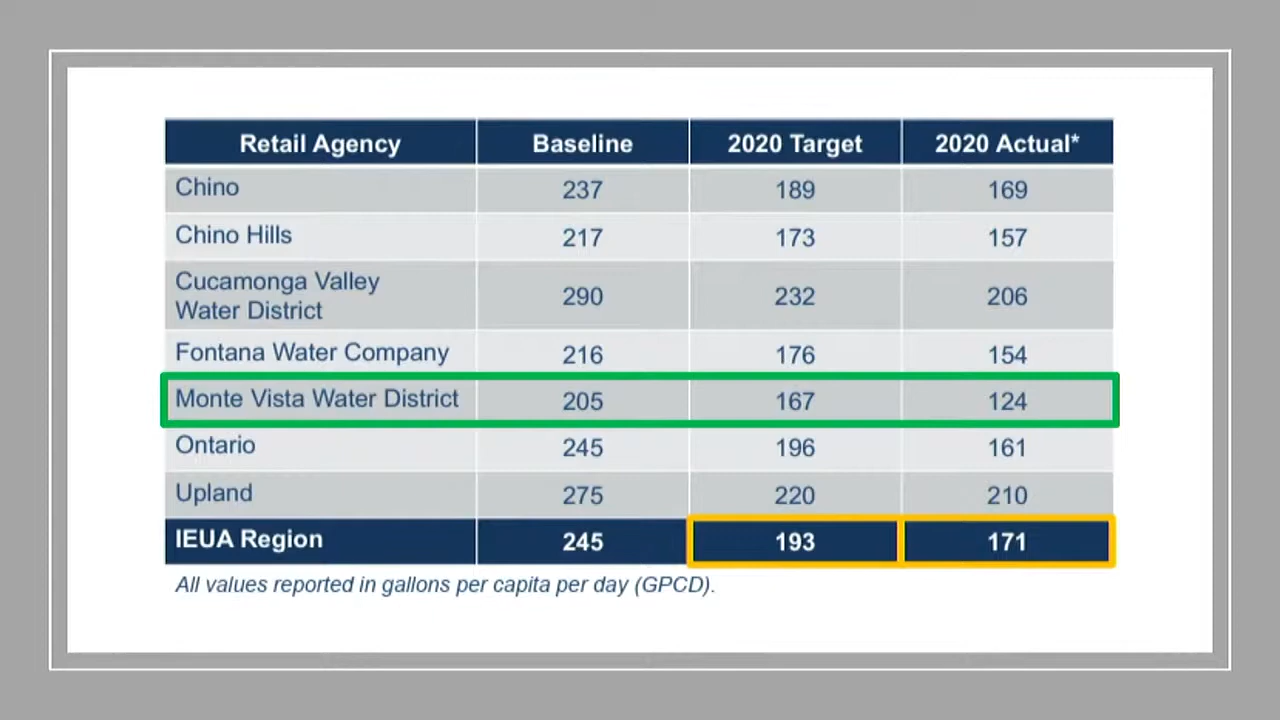 Retail Agency Baseline 2020 Target 2020 Actual*
Chino 237 189 169
Chino Hills 217 173 157
Cucamonga Valley
Water District 290 232 206
Fontana Water Company 216 176 154
Monte Vista Water District 205 167 124
Ontario 245 196 161
Upland 275 220 210
IEUA Region 245 193 171
All values reported in gallons per capita per day (GPCD).